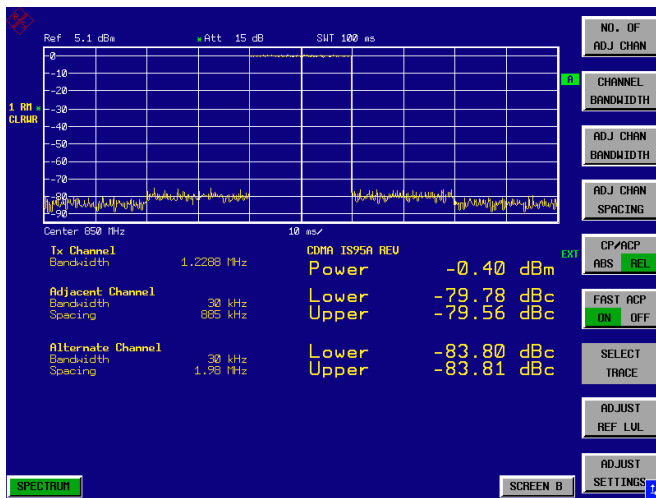 Ref 5.1 dBm *Att 15 dB SWT 100 ms
NO. OF
ADJ CHAN
0
-10
A
-20
CHANNEL
BANDWIDTH
1 RM *
CLRWR
-30
-40
-50
ADJ CHAN
BANDWIDTH
-60
-70
-80
-90
ADJ CHAN
SPACING
Center 850 MHz 10 ms/
Tx Channel CDMA IS95A REV
Bandwidth 1.2288 MHz
Power -0.40 dBm
EXT
CP/ACP
ABS REL
Adjacent Channel
Bandwidth 30 kHz
Spacing 885 kHz
Lower -79.78 dBc
Upper -79.56 dBc
FAST ACP
ON OFF
Alternate Channel
Bandwidth 30 kHz
Spacing 1.98 MHz
Lower -83.80 dBc
Upper -83.81 dBc
SELECT
TRACE
ADJUST
REF LVL
ADJUST
SETTINGS
SPECTRUM
SCREEN B